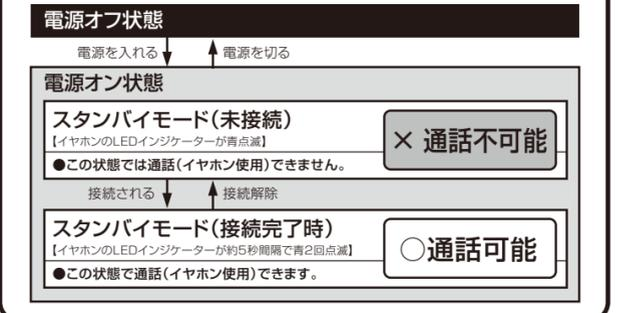 電源オフ状態
電源を入れる 電源を切る
電源オン状態
スタンバイモード(未接続)
【イヤホンのLEDインジケーターが青点滅】
× 通話不可能
●この状態では通話(イヤホン使用)できません。
接続される 接続解除
スタンバイモード(接続完了時)
【イヤホンのLEDインジケーターが約5秒間隔で青2回点滅】
○通話可能
●この状態で通話(イヤホン使用)できます。